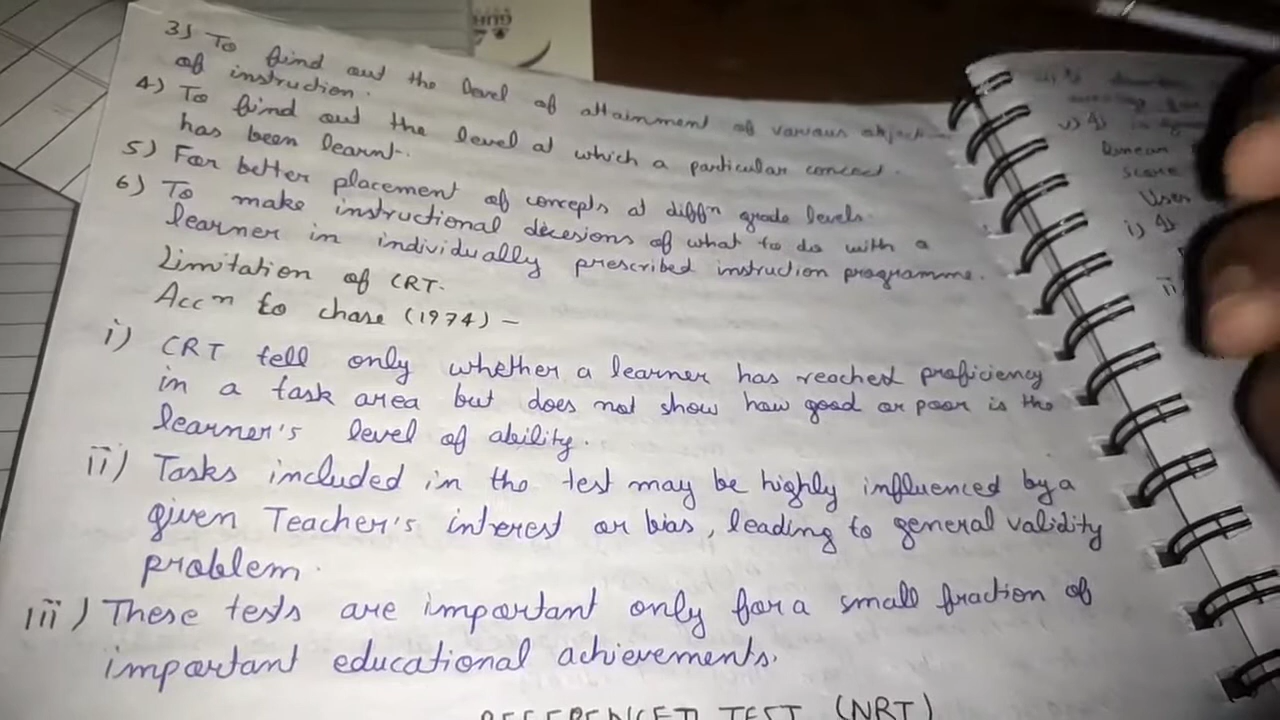 3) To find out the level of attainment of various
of instruction.
4) To find out the level at which a particular concept
has been learnt.
5) For better placement of concepts at diffn grade levels.
6) To make instructional decesions of what to do with a
learner in individually prescribed instruction programme.
Limitation of CRT.
Accn to chase (1974) -
i) CRT tell only whether a learner has reached proficiency
in a task area but does not show how good or poor is the
learner's level of ability.
ii) Tasks included in the test may be highly influenced by a
given Teacher's interest or bias, leading to general validity
problem.
iii) These tests are important only for a small fraction of
important educational achievements.
REFERENCED TEST (NRT)
score
Uses
i)
ii)